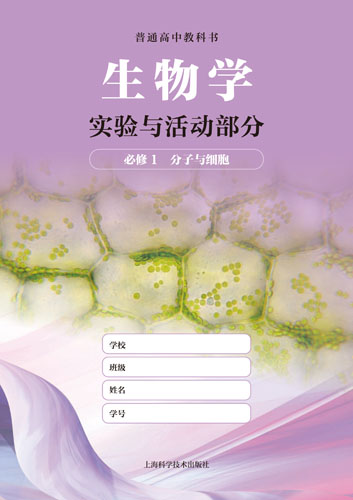 普通高中教科书
生物学
实验与活动部分
必修1 分子与细胞
学校
班级
姓名
学号
上海科学技术出版社